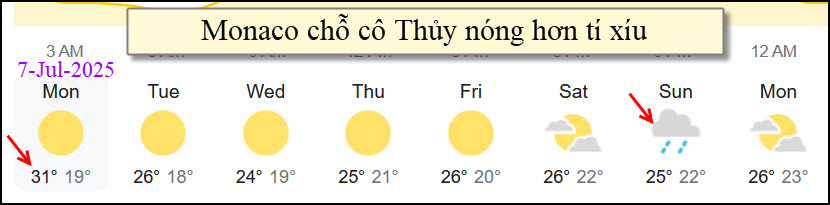 Monaco chỗ cô Thủy nóng hơn tí xíu
3 AM 12 AM
7-Jul-2025
Mon Tue Wed Thu Fri Sat Sun Mon
31° 19° 26° 18° 24° 19° 25° 21° 26° 20° 26° 22° 25° 22° 26° 23°